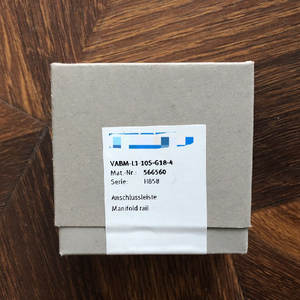 VABM-L1-10S-G18-4
Mat.-Nr.: 566560
Serie: H858
Anschlussleiste
Manifold rail